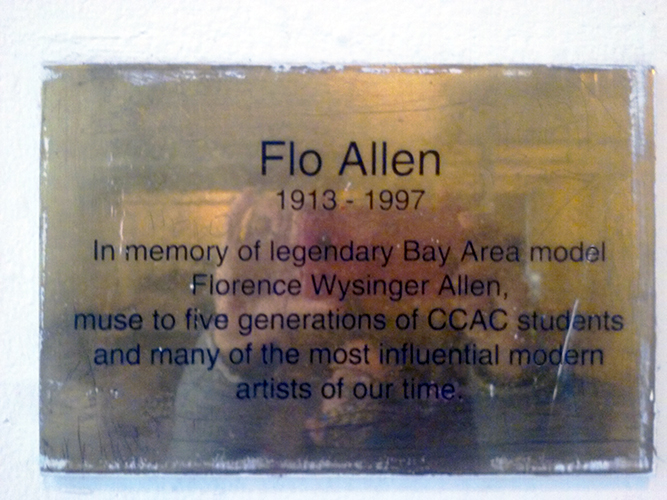 Flo Allen
1913 - 1997
In memory of legendary Bay Area model
Florence Wysinger Allen,
muse to five generations of CCAC students
and many of the most influential modern
artists of our time.